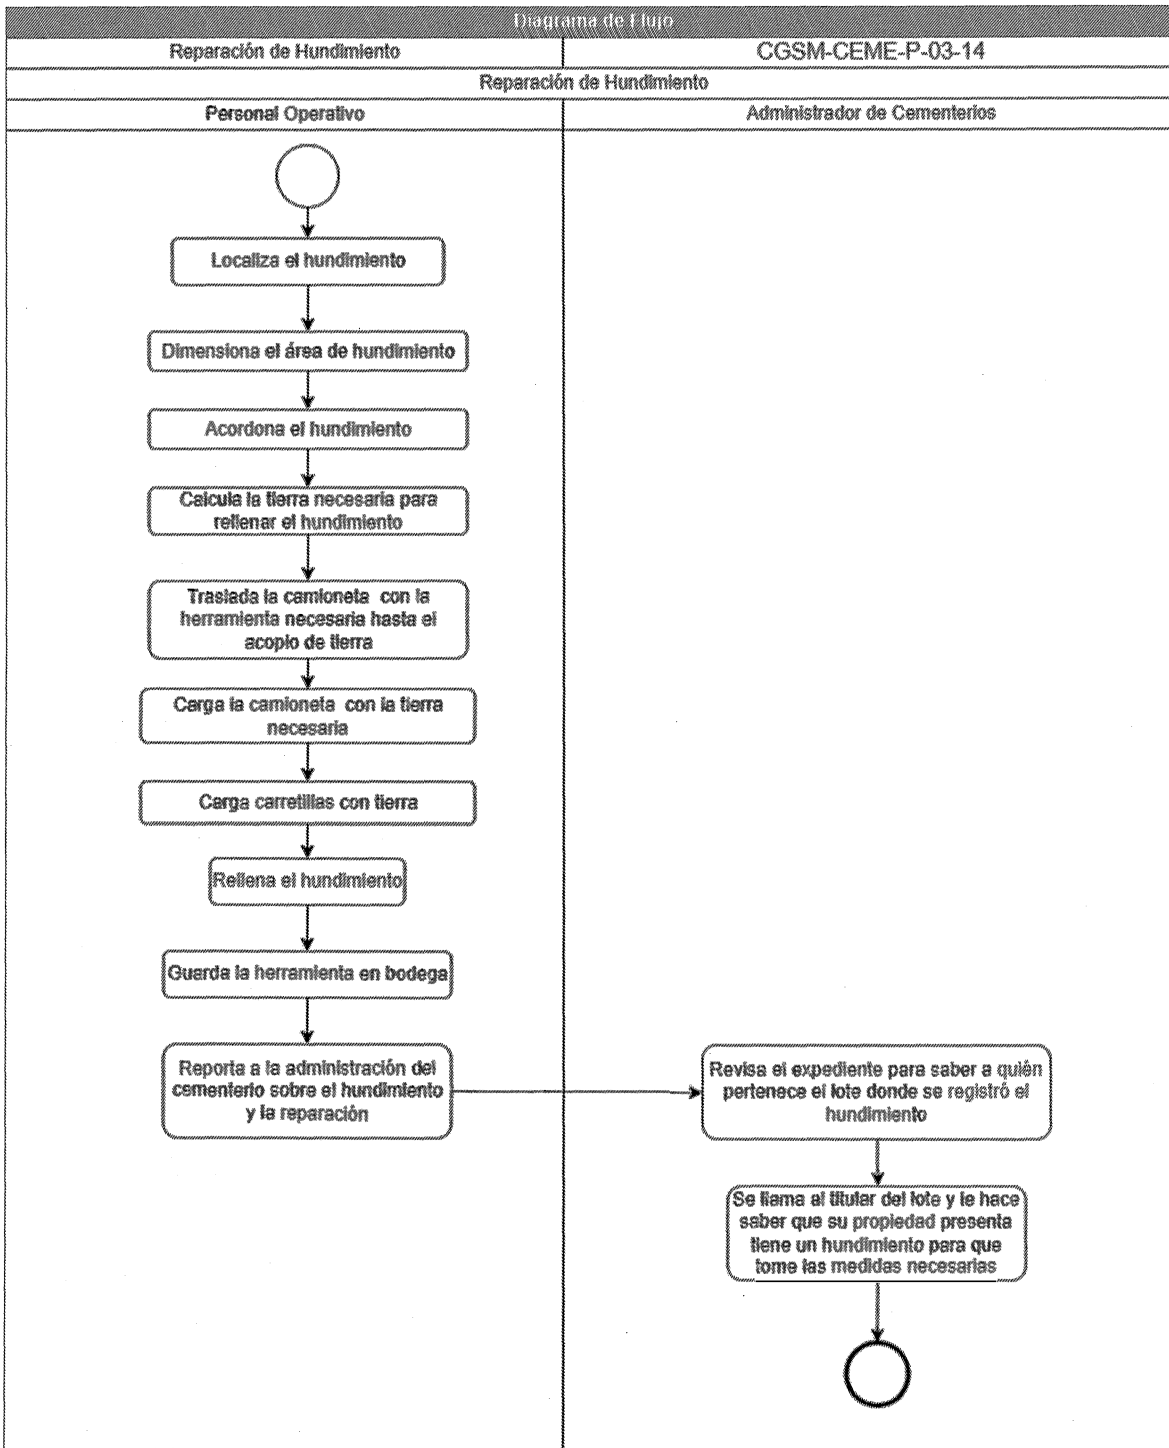 Diagrama de Flujo
Reparación de Hundimiento
CGSM-CEME-P-03-14
Reparación de Hundimiento
Personal Operativo
Administrador de Cementerios
Localiza el hundimiento
Dimensiona el área de hundimiento
Acordona el hundimiento
Calcula la tierra necesaria para
rellenar el hundimiento
Traslada la camioneta con la
herramienta necesaria hasta el
acopio de tierra
Carga la camioneta con la tierra
necesaria
Carga carretillas con tierra
Rellena el hundimiento
Guarda la herramienta en bodega
Reporta a la administración del
cementerio sobre el hundimiento
y la reparación
Revisa el expediente para saber a quién
pertenece el lote donde se registró el
hundimiento
Se llama al titular del lote y le hace
saber que su propiedad presenta
tiene un hundimiento para que
tome las medidas necesarias